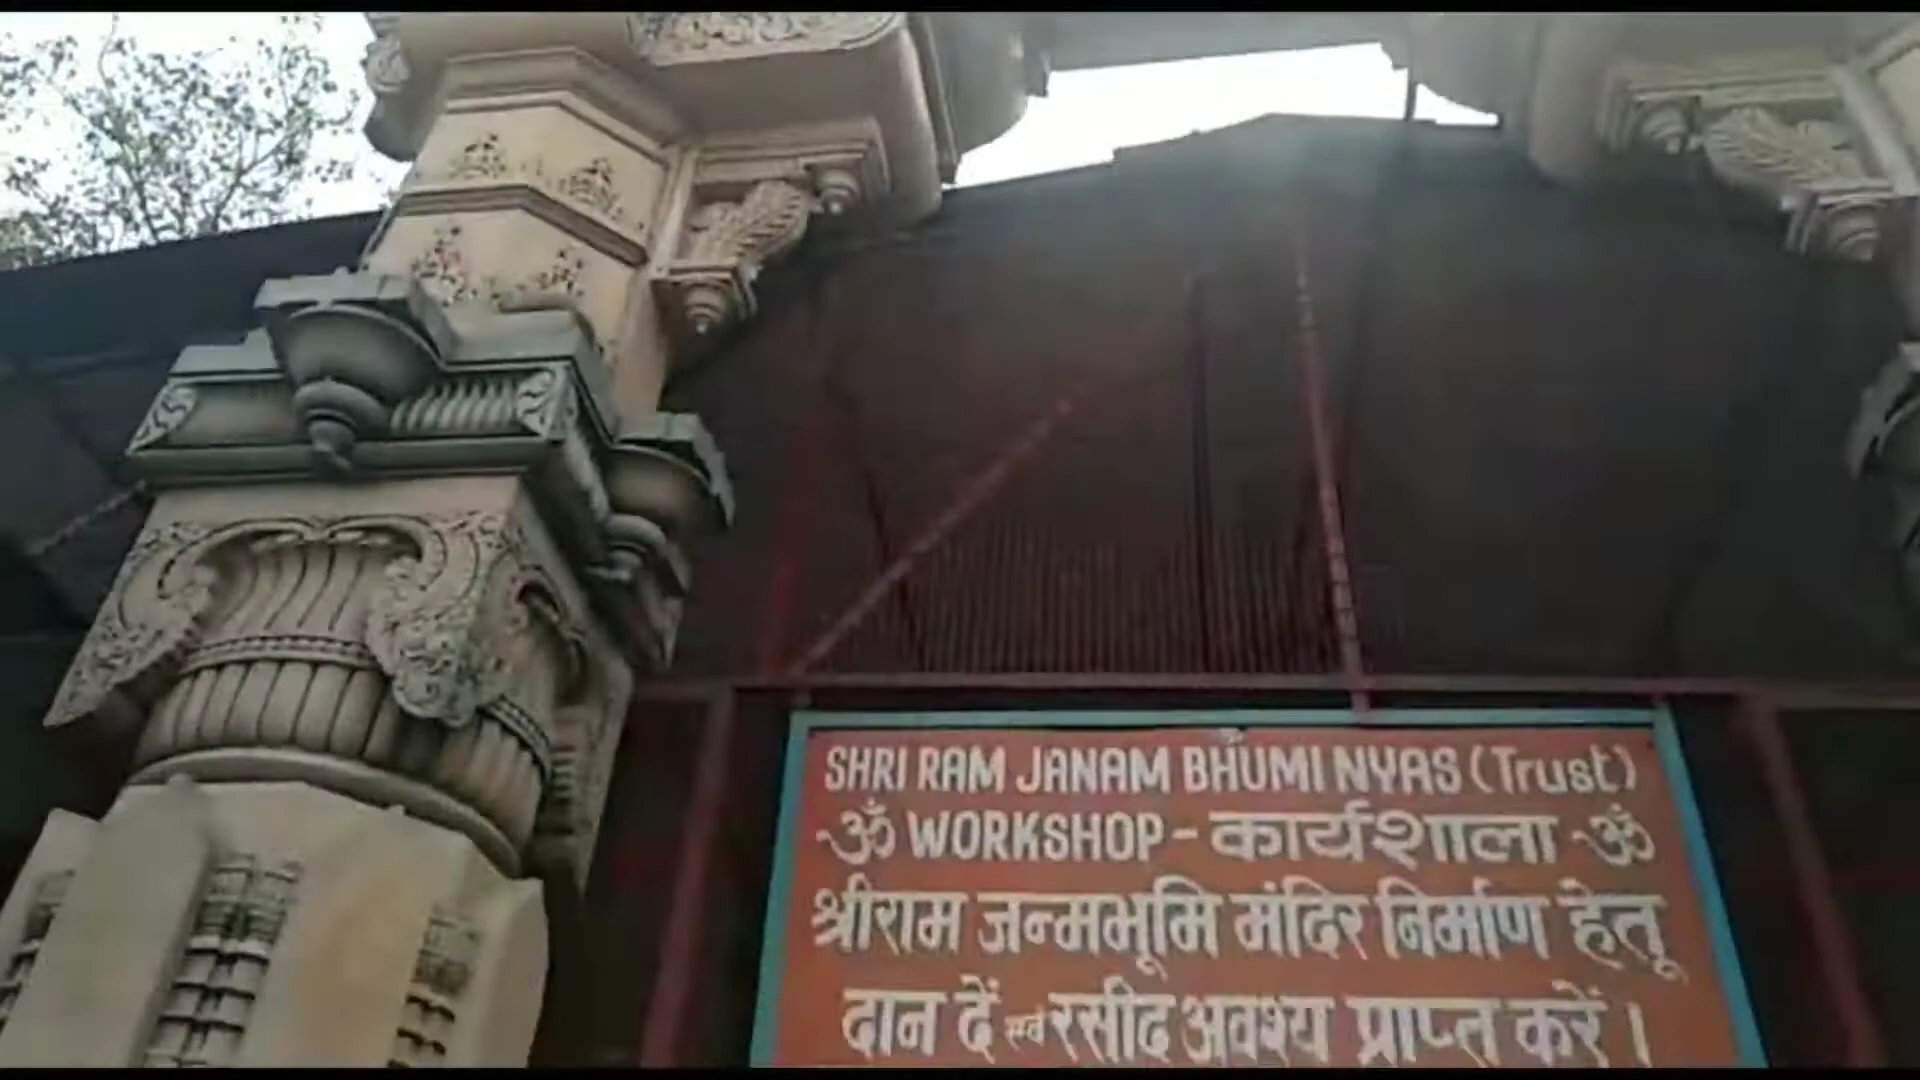 SHRI RAM JANAM BHUMI NYAS (Trust)
ॐ WORKSHOP - कार्यशाला ॐ
श्रीराम जन्मभूमि मंदिर निर्माण हेतू
दान दें एवं रसीद अवश्य प्राप्त करें।